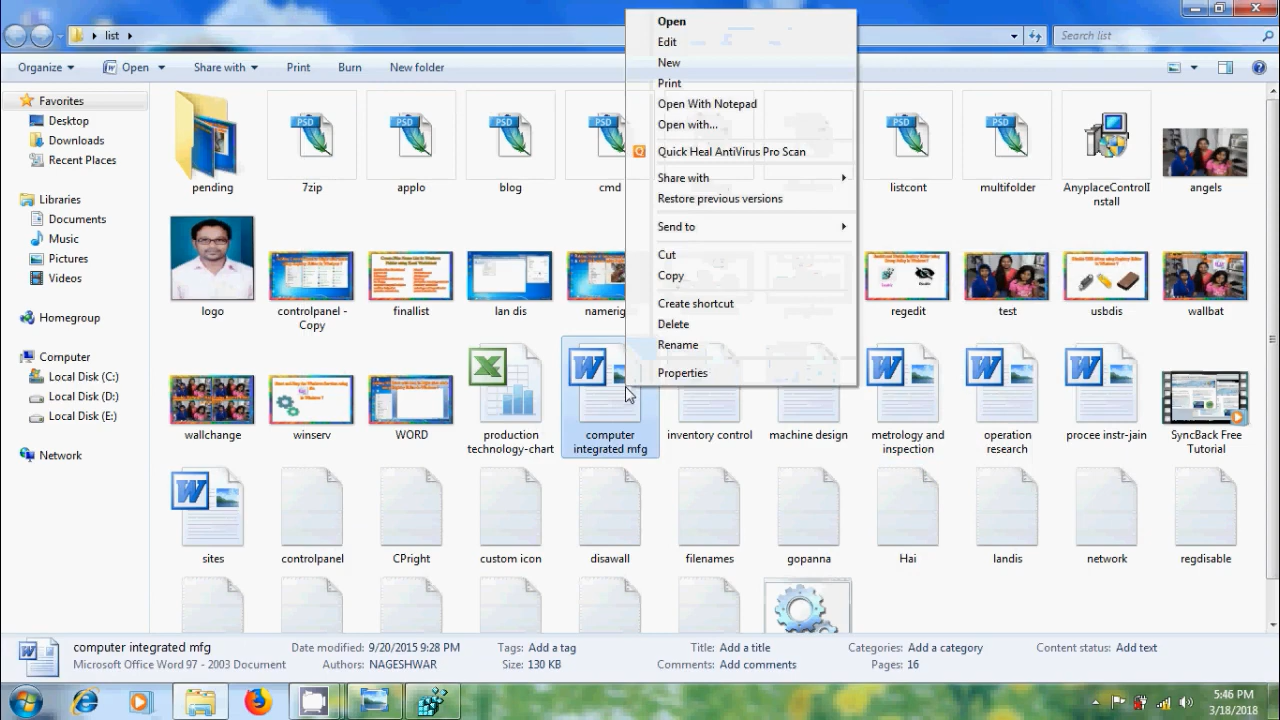 list
Search list
Organize
Open
Share with
Print
Burn
New folder
Open
Edit
New
Print
Open With Notepad
Open with...
Quick Heal AntiVirus Pro Scan
Share with
Restore previous versions
Send to
Cut
Copy
Create shortcut
Delete
Rename
Properties
Favorites
Desktop
Downloads
Recent Places
Libraries
Documents
Music
Pictures
Videos
Homegroup
Computer
Local Disk (C:)
Local Disk (D:)
Local Disk (E:)
Network
PSD
PSD
PSD
PSD
PSD
PSD
pending
7zip
applo
blog
cmd
listcont
multifolder
AnyplaceControlI
nstall
angels
logo
controlpanel -
Copy
finallist
lan dis
namerig
regedit
test
usbdis
wallbat
wallchange
winserv
WORD
production
technology-chart
computer
integrated mfg
inventory control
machine design
metrology and
inspection
operation
research
procee instr-jain
SyncBack Free
Tutorial
sites
controlpanel
CPright
custom icon
disawall
filenames
gopanna
Hai
landis
network
regdisable
computer integrated mfg
Microsoft Office Word 97 - 2003 Document
Date modified: 9/20/2015 9:28 PM
Authors: NAGESHWAR
Tags: Add a tag
Size: 130 KB
Title: Add a title
Comments: Add comments
Categories: Add a category
Pages: 16
Content status: Add text
5:46 PM
3/18/2018